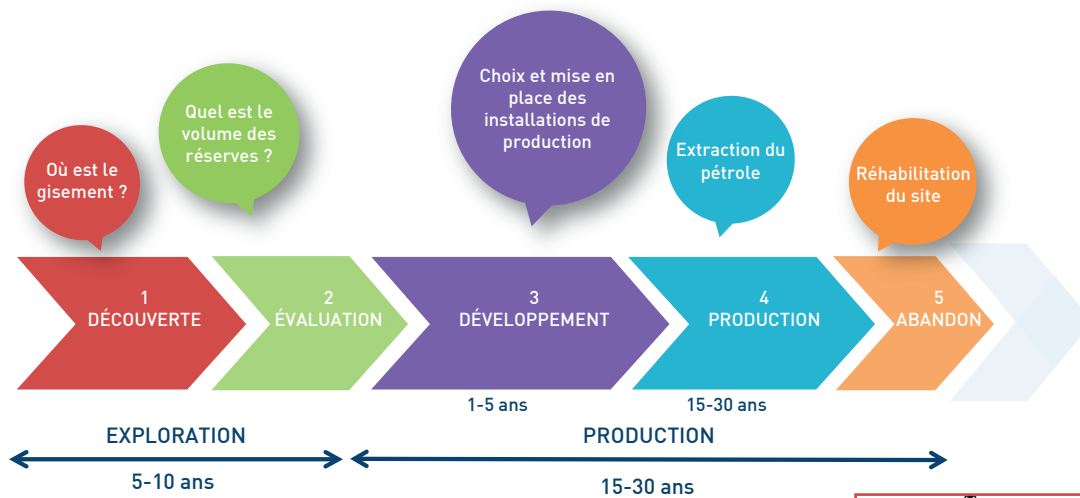 Où est le
gisement ?
Quel est le
volume des
réserves ?
Choix et mise en
place des
installations de
production
Extraction du
pétrole
Réhabilitation
du site
1
DÉCOUVERTE
2
ÉVALUATION
3
DÉVELOPPEMENT
4
PRODUCTION
5
ABANDON
1-5 ans
15-30 ans
EXPLORATION
5-10 ans
PRODUCTION
15-30 ans